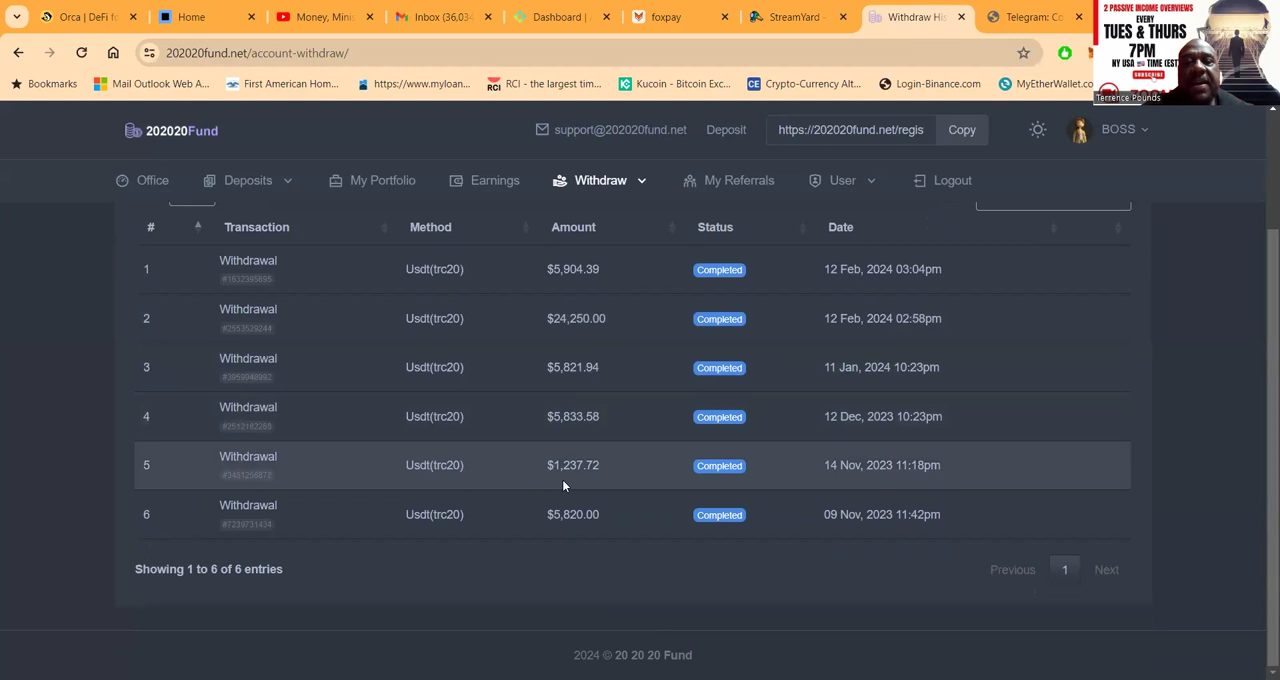 Orca | DeFi fo
Home
Money, Mini
Inbox (36,034
Dashboard | A
foxpay
StreamYard -
Withdraw His
Telegram: Co
202020fund.net/account-withdraw/
Bookmarks
Mail Outlook Web A...
First American Hom...
https://www.myloan...
RCI - the largest tim...
Kucoin - Bitcoin Exc...
Crypto-Currency Alt...
Login-Binance.com
MyEtherWallet.co
2 PASSIVE INCOME OVERVIEWS
EVERY
TUES & THURS
7PM
NY USA TIME (EST)
SUBSCRIBE
Terrence Pounds
202020Fund
support@202020fund.net
Deposit
https://202020fund.net/regis
Copy
BOSS
Office
Deposits
My Portfolio
Earnings
Withdraw
My Referrals
User
Logout
# Transaction Method Amount Status Date
1 Withdrawal Usdt(trc20) $5,904.39 Completed 12 Feb, 2024 03:04pm
#1632395695
2 Withdrawal Usdt(trc20) $24,250.00 Completed 12 Feb, 2024 02:58pm
#2553529244
3 Withdrawal Usdt(trc20) $5,821.94 Completed 11 Jan, 2024 10:23pm
4 Withdrawal Usdt(trc20) $5,833.58 Completed 12 Dec, 2023 10:23pm
5 Withdrawal Usdt(trc20) $1,237.72 Completed 14 Nov, 2023 11:18pm
6 Withdrawal Usdt(trc20) $5,820.00 Completed 09 Nov, 2023 11:42pm
#7239731434
Showing 1 to 6 of 6 entries
Previous
1
Next
2024 © 20 20 20 Fund